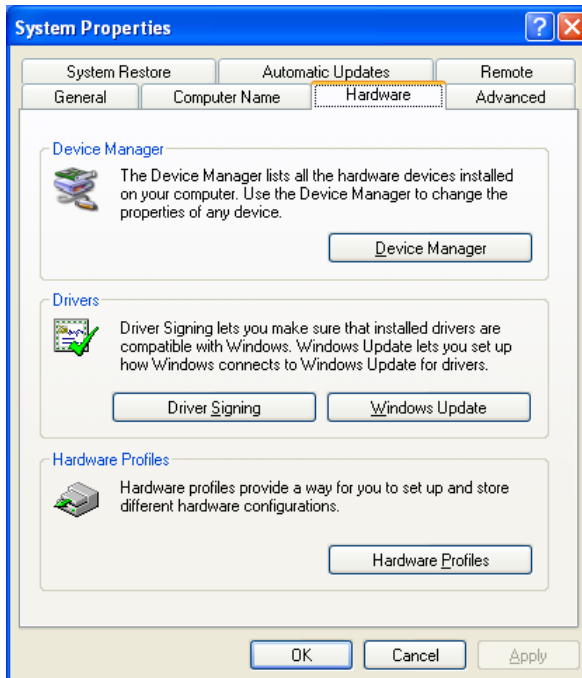 System Properties
System Restore
Automatic Updates
Remote
General
Computer Name
Hardware
Advanced
Device Manager
The Device Manager lists all the hardware devices installed
on your computer. Use the Device Manager to change the
properties of any device.
Device Manager
Drivers
Driver Signing lets you make sure that installed drivers are
compatible with Windows. Windows Update lets you set up
how Windows connects to Windows Update for drivers.
Driver Signing
Windows Update
Hardware Profiles
Hardware profiles provide a way for you to set up and store
different hardware configurations.
Hardware Profiles
OK
Cancel
Apply